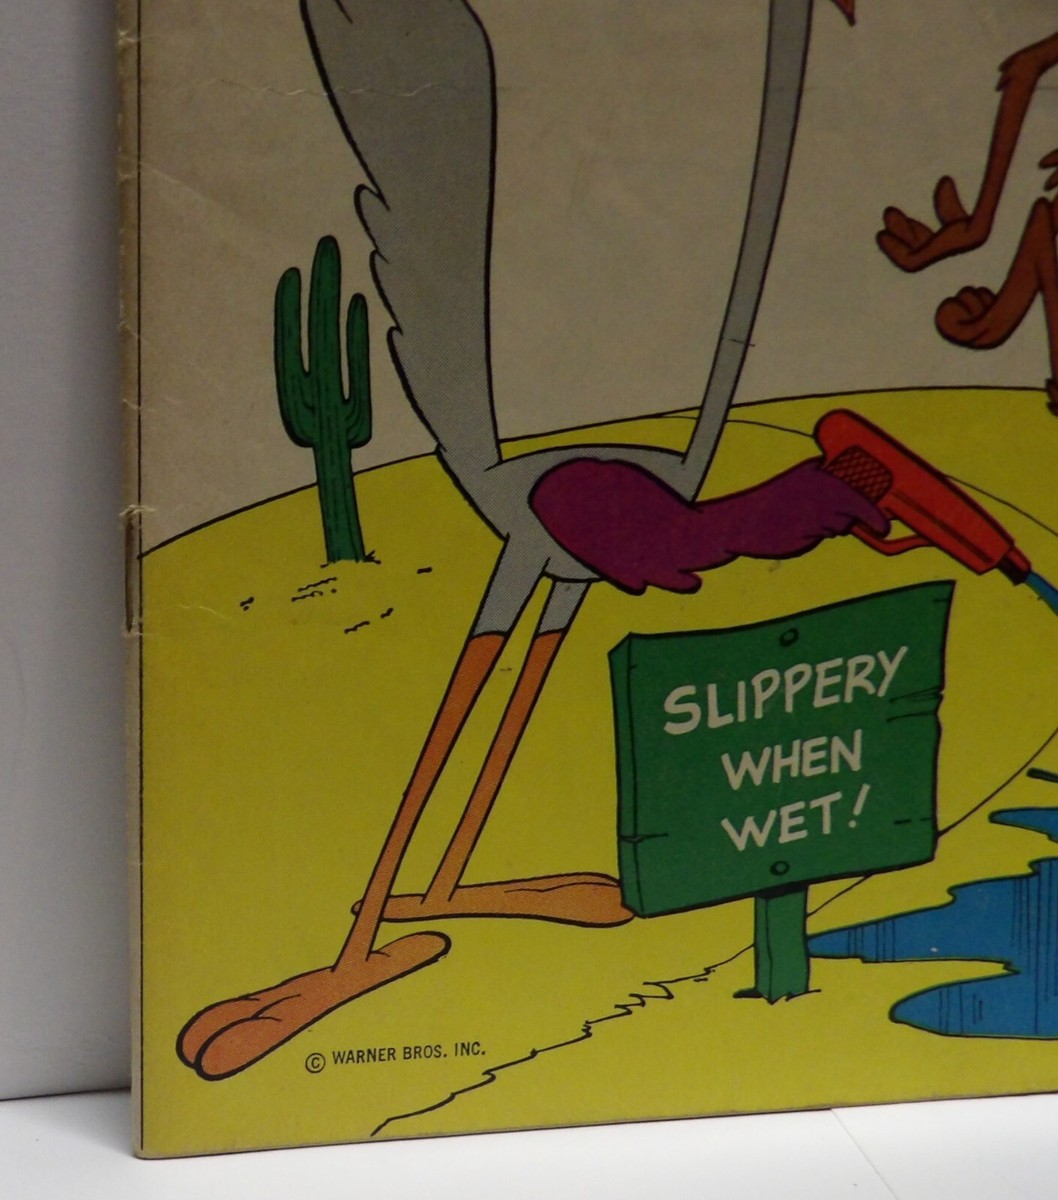 SLIPPERY
WHEN
WET!
© WARNER BROS. INC.